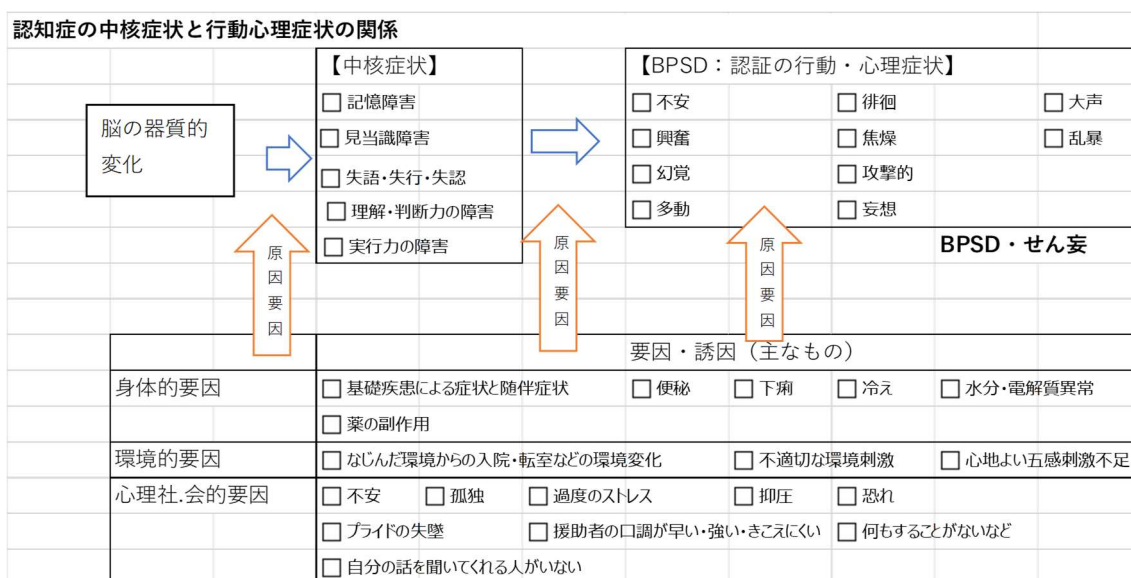 認知症の中核症状と行動心理症状の関係
【中核症状】
【BPSD：認証の行動・心理症状】
脳の器質的
変化
記憶障害
見当識障害
失語・失行・失認
理解・判断力の障害
実行力の障害
不安 徘徊 大声
興奮 焦燥 乱暴
幻覚 攻撃的
多動 妄想
BPSD・せん妄
原因要因
原因要因
原因要因
要因・誘因（主なもの）
身体的要因 基礎疾患による症状と随伴症状 便秘 下痢 冷え 水分・電解質異常
薬の副作用
環境的要因 なじんだ環境からの入院・転室などの環境変化 不適切な環境刺激 心地よい五感刺激不足
心理社.会的要因 不安 孤独 過度のストレス 抑圧 恐れ
プライドの失墜 援助者の口調が早い・強い・きこえにくい 何もすることがないなど
自分の話を聞いてくれる人がいない